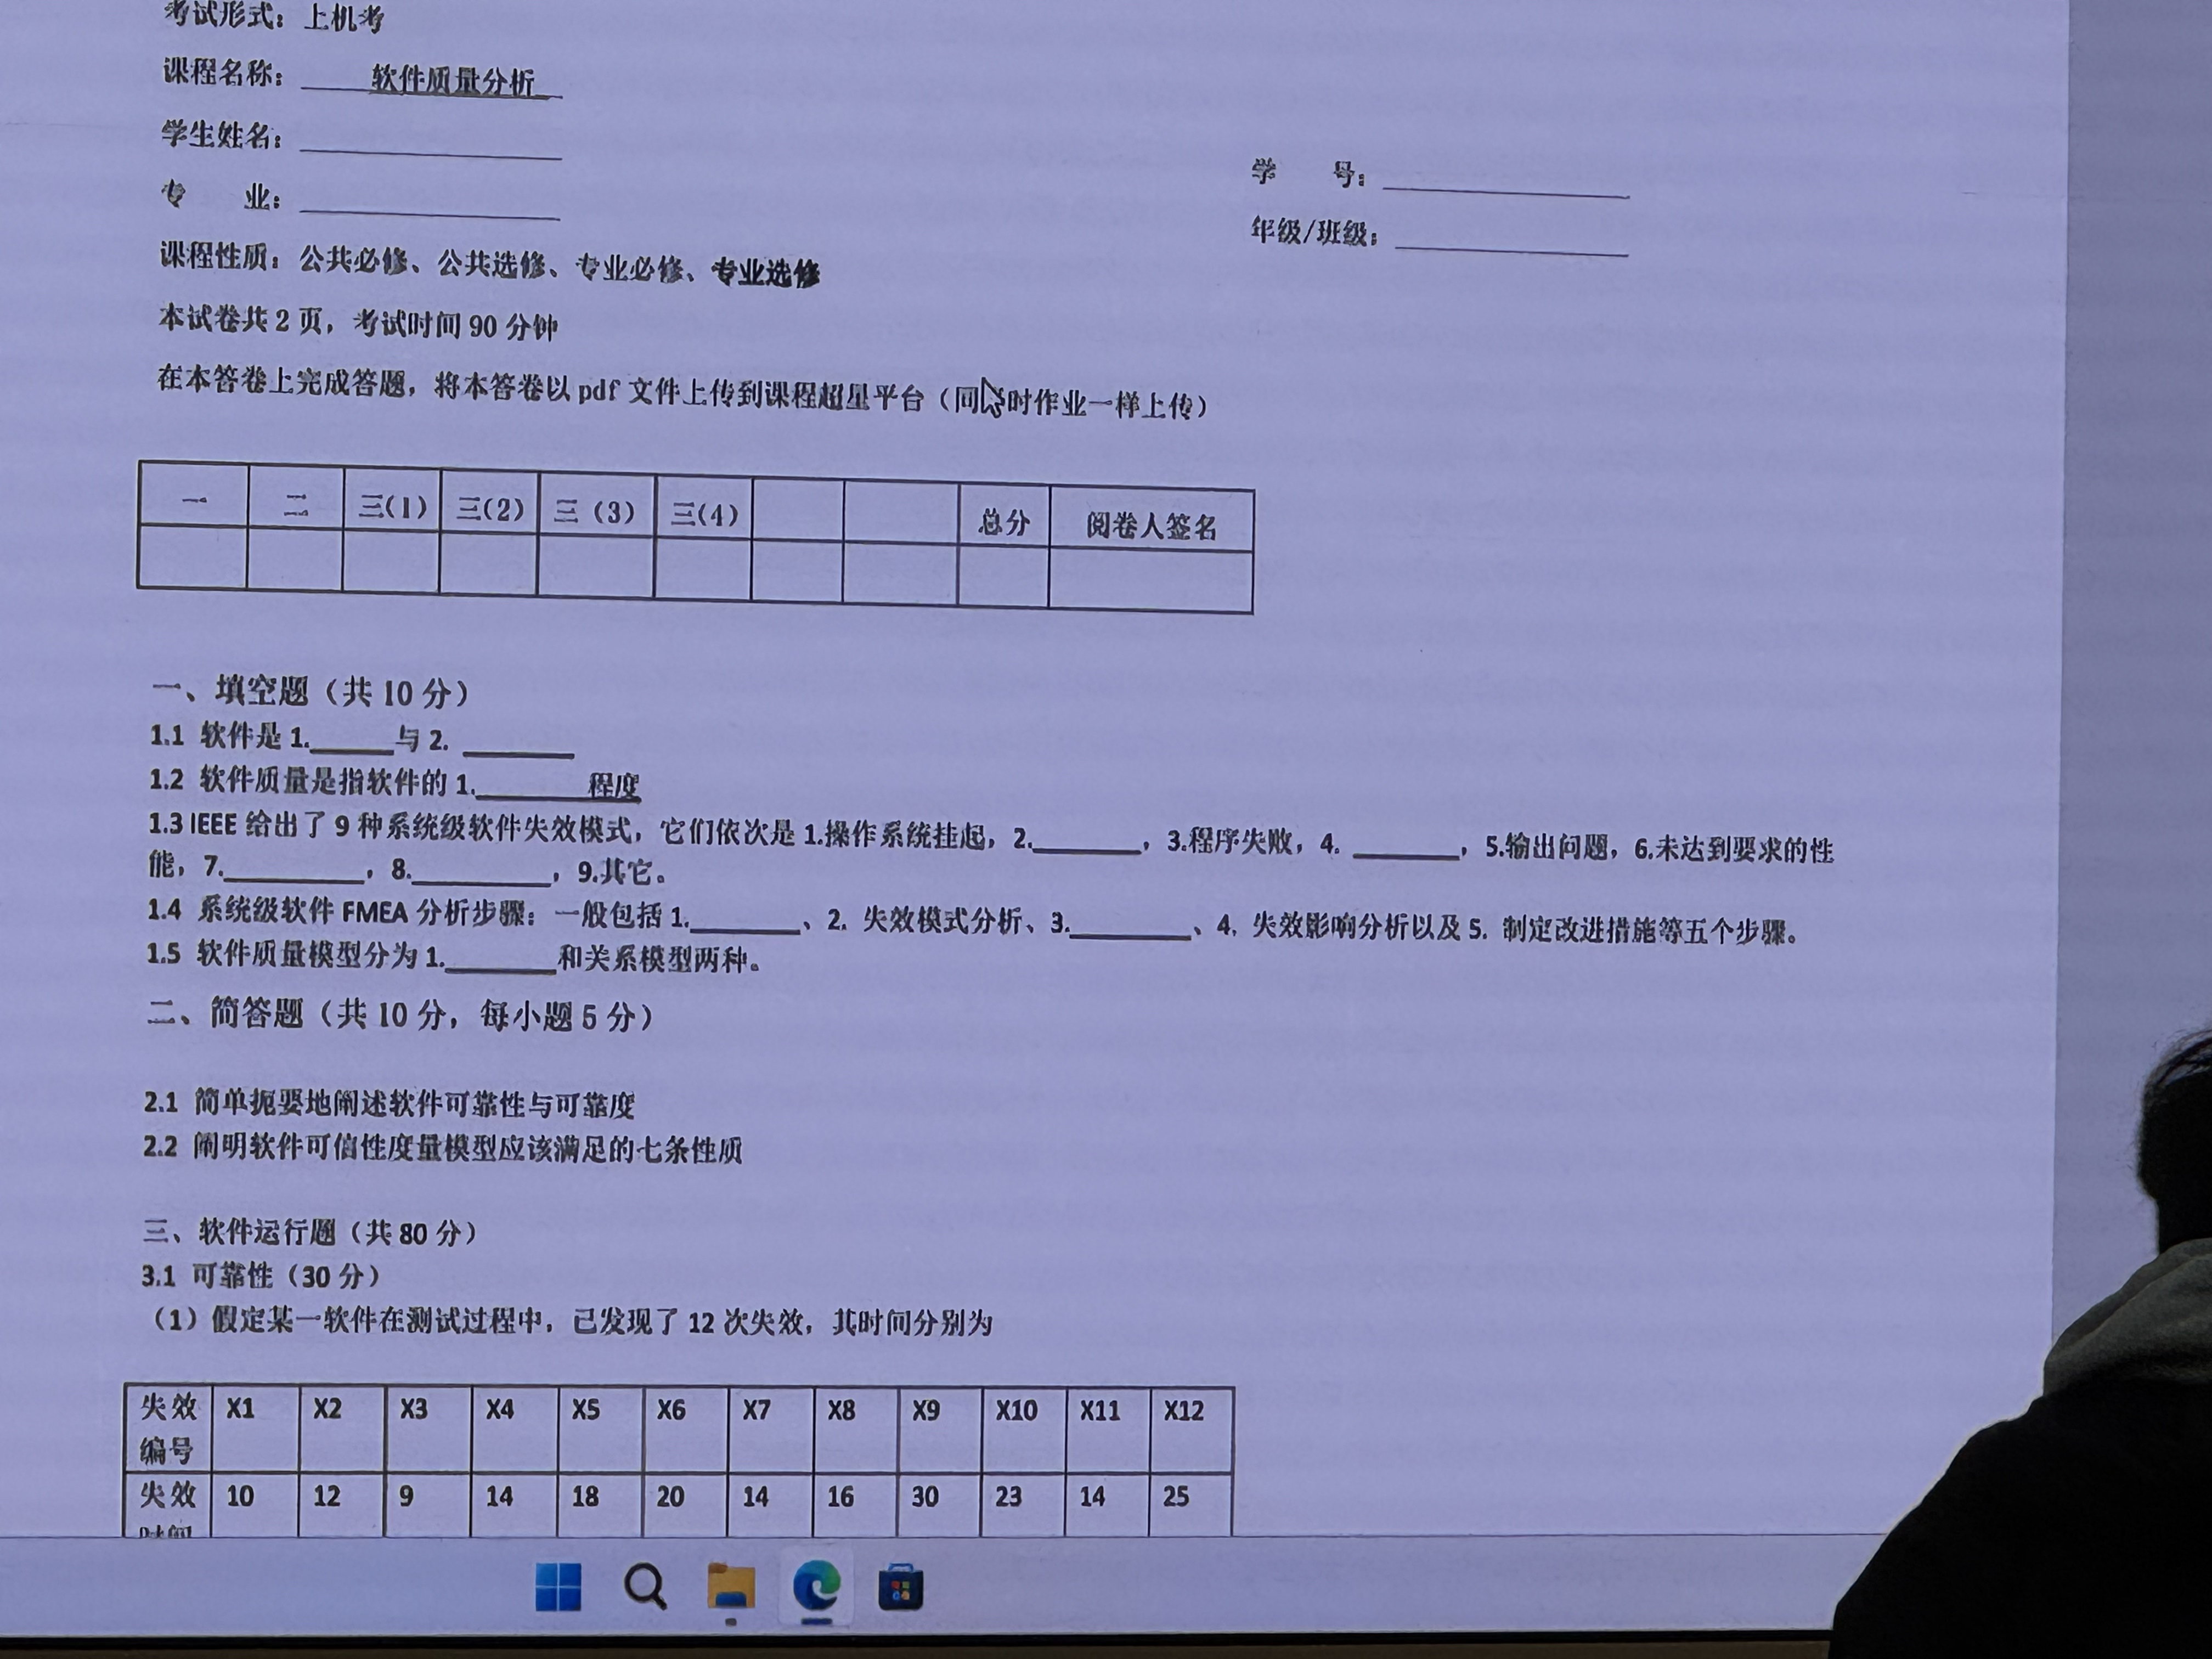 考试形式：上机考
课程名称：软件质量分析
学生姓名：
学 号：
专 业：
年级/班级：
课程性质：公共必修、公共选修、专业必修、专业选修
本试卷共 2 页，考试时间 90 分钟
在本答卷上完成答题，将本答卷以 pdf 文件上传到课程超星平台（同时作业一样上传）
一 二 三(1) 三(2) 三（3） 三(4) 总分 阅卷人签名
一、填空题（共 10 分）
1.1 软件是 1.______与 2. ________
1.2 软件质量是指软件的 1.________程度
1.3 IEEE 给出了 9 种系统级软件失效模式，它们依次是 1.操作系统挂起，2.________，3.程序失败，4. ________，5.输出问题，6.未达到要求的性
能，7.__________，8.__________，9.其它。
1.4 系统级软件 FMEA 分析步骤：一般包括 1.________、2. 失效模式分析、3.________、4. 失效影响分析以及 5. 制定改进措施等五个步骤。
1.5 软件质量模型分为 1.________和关系模型两种。
二、简答题（共 10 分，每小题 5 分）
2.1 简单扼要地阐述软件可靠性与可靠度
2.2 阐明软件可信性度量模型应该满足的七条性质
三、软件运行题（共 80 分）
3.1 可靠性（30 分）
（1）假定某一软件在测试过程中，已发现了 12 次失效，其时间分别为
失效编号 X1 X2 X3 X4 X5 X6 X7 X8 X9 X10 X11 X12
失效时间 10 12 9 14 18 20 14 16 30 23 14 25